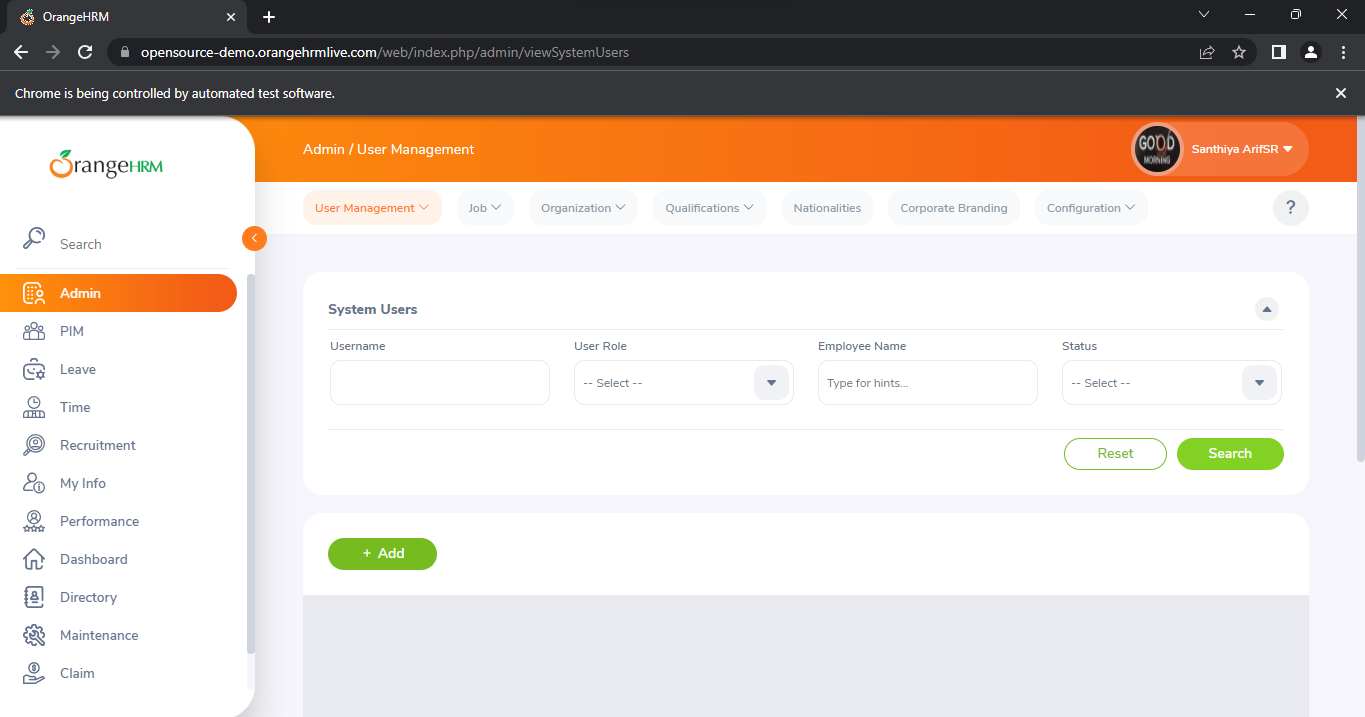 OrangeHRM
opensource-demo.orangehrmlive.com/web/index.php/admin/viewSystemUsers
Chrome is being controlled by automated test software.
OrangeHRM
Search
Admin
PIM
Leave
Time
Recruitment
My Info
Performance
Dashboard
Directory
Maintenance
Claim
Admin / User Management
GOOD
MORNING
Santhiya ArifSR
User Management Job Organization Qualifications Nationalities Corporate Branding Configuration ?
System Users
Username User Role Employee Name Status
-- Select -- Type for hints... -- Select --
Reset Search
+ Add